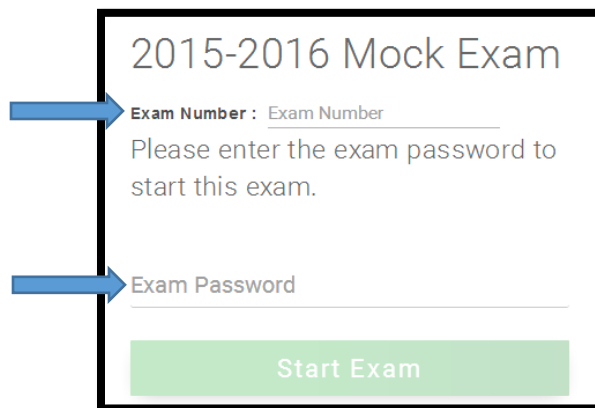 2015-2016 Mock Exam
Exam Number : Exam Number
Please enter the exam password to
start this exam.
Exam Password
Start Exam